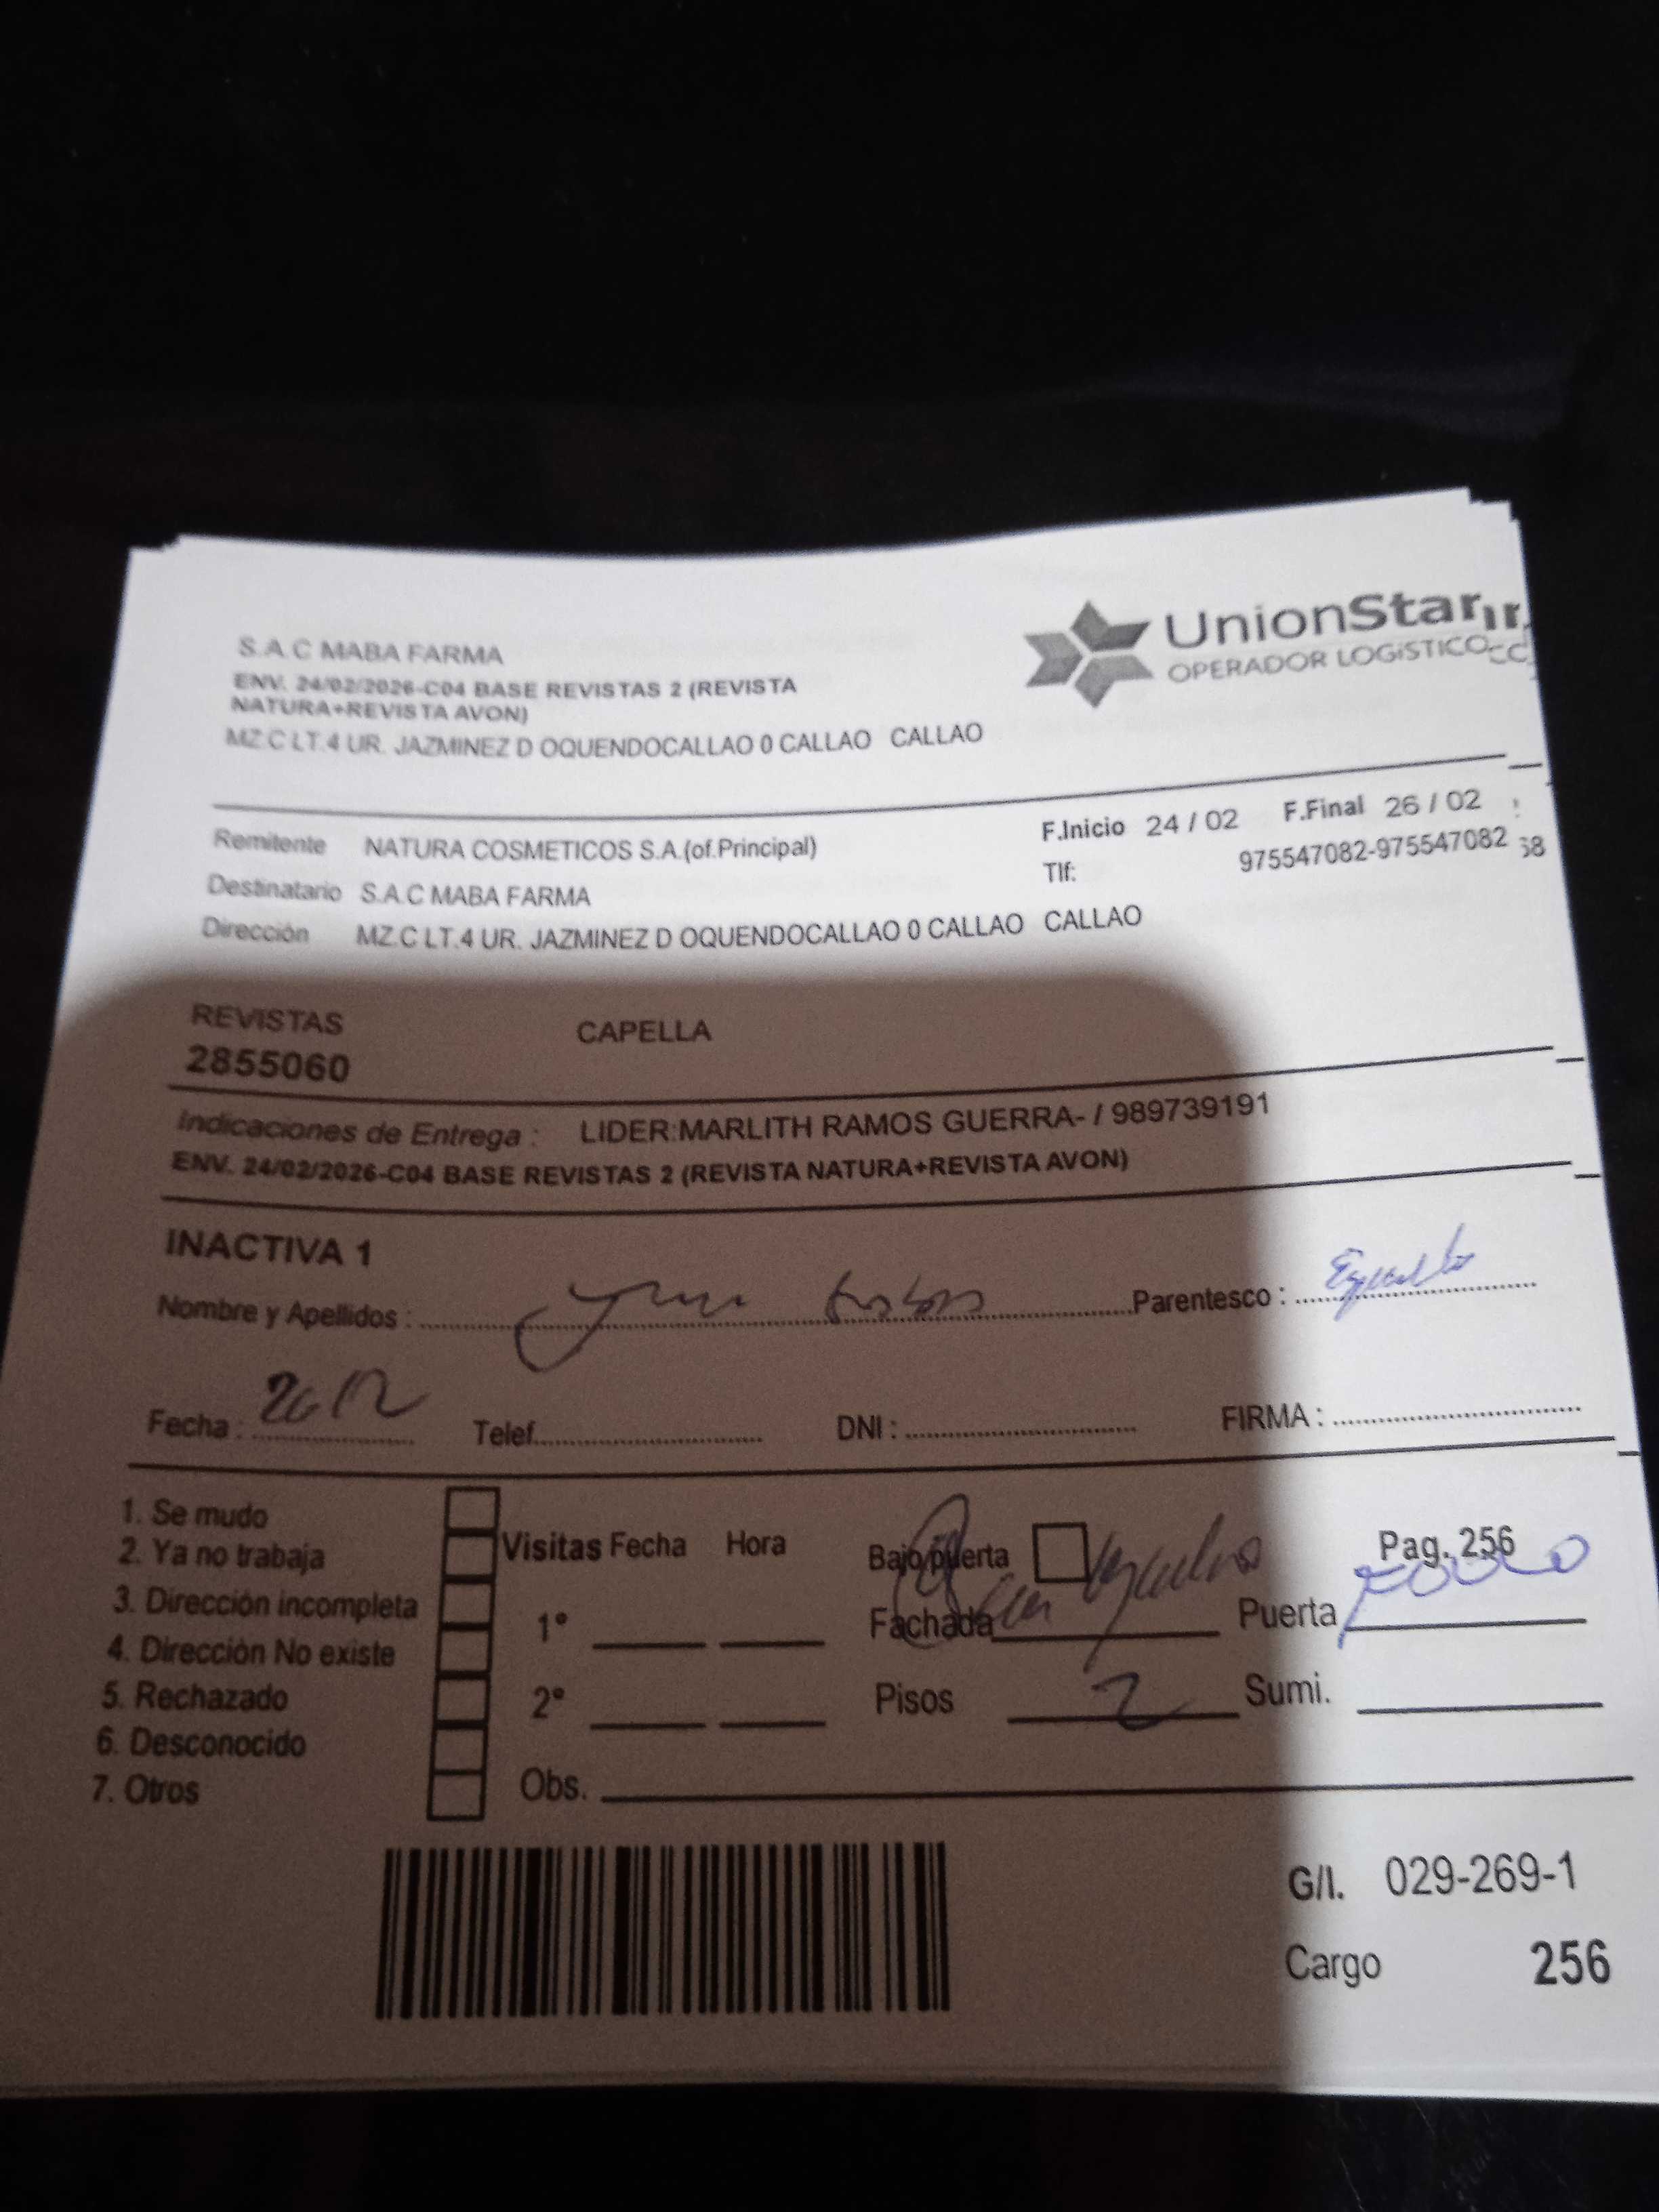 UnionStar
OPERADOR LOGíSTICO
S.A.C MABA FARMA
ENV. 24/02/2026-C04 BASE REVISTAS 2 (REVISTA
NATURA+REVISTA AVON)
MZ.C LT.4 UR. JAZMINEZ D OQUENDOCALLAO 0 CALLAO CALLAO
Remitente NATURA COSMETICOS S.A.(of.Principal) F.Inicio 24 / 02 F.Final 26 / 02
Tlf: 975547082-975547082
Destinatario S.A.C MABA FARMA
Dirección MZ.C LT.4 UR. JAZMINEZ D OQUENDOCALLAO 0 CALLAO CALLAO
REVISTAS CAPELLA
2855060
Indicaciones de Entrega : LIDER:MARLITH RAMOS GUERRA- / 989739191
ENV. 24/02/2026-C04 BASE REVISTAS 2 (REVISTA NATURA+REVISTA AVON)
INACTIVA 1
Nombre y Apellidos : Parentesco :
Fecha : Telef. DNI : FIRMA :
1. Se mudo
2. Ya no trabaja
3. Dirección incompleta
4. Dirección No existe
5. Rechazado
6. Desconocido
7. Otros
Visitas Fecha Hora Bajo puerta Pag. 256
1° Fachada Puerta
2° Pisos 2 Sumi.
Obs.
G/I. 029-269-1
Cargo 256